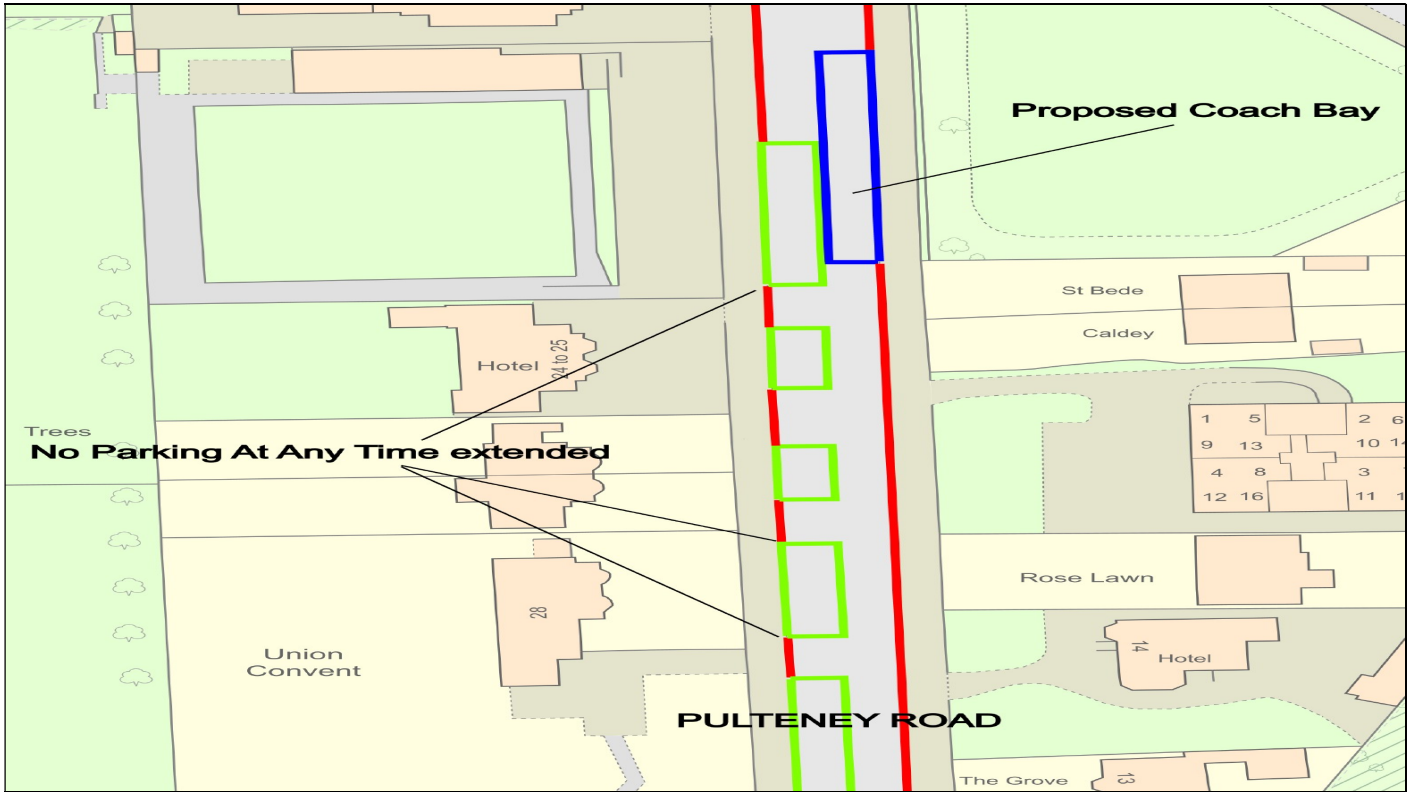 Proposed Coach Bay
St Bede
Caldey
Hotel
24 to 25
Trees
No Parking At Any Time extended
1 5 2 6
9 13 10
4 8 3
12 16 11
Rose Lawn
28
Union
Convent
14
Hotel
PULTENEY ROAD
The Grove
13